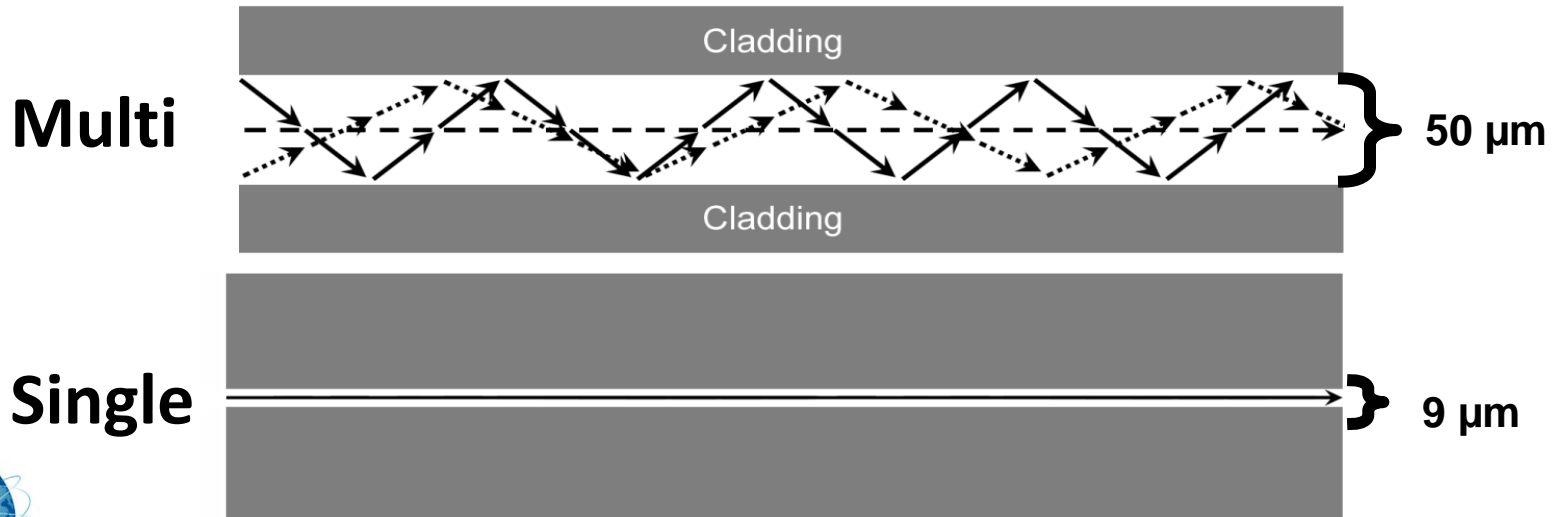 Cladding
Multi
50 µm
Cladding
Single
9 µm